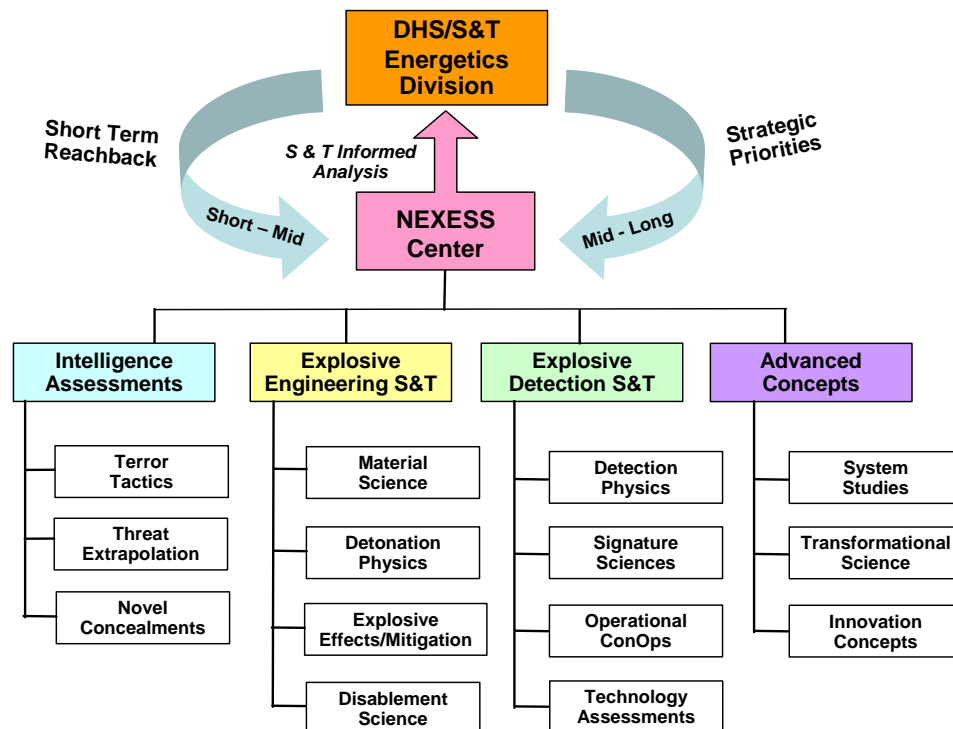 DHS/S&T
Energetics
Division
Short Term
Reachback
S & T Informed
Analysis
Strategic
Priorities
Short – Mid
NEXESS
Center
Mid - Long
Intelligence
Assessments
Explosive
Engineering S&T
Explosive
Detection S&T
Advanced
Concepts
Terror
Tactics
Threat
Extrapolation
Novel
Concealments
Material
Science
Detonation
Physics
Explosive
Effects/Mitigation
Disablement
Science
Detection
Physics
Signature
Sciences
Operational
ConOps
Technology
Assessments
System
Studies
Transformational
Science
Innovation
Concepts